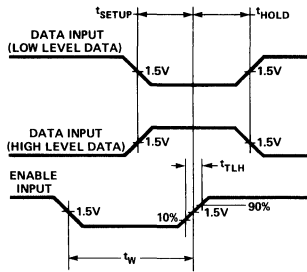 tSETUP
tHOLD
DATA INPUT
(LOW LEVEL DATA)
1.5V
1.5V
DATA INPUT
(HIGH LEVEL DATA)
1.5V
1.5V
tTLH
ENABLE
INPUT
90%
1.5V
10%
1.5V
tW